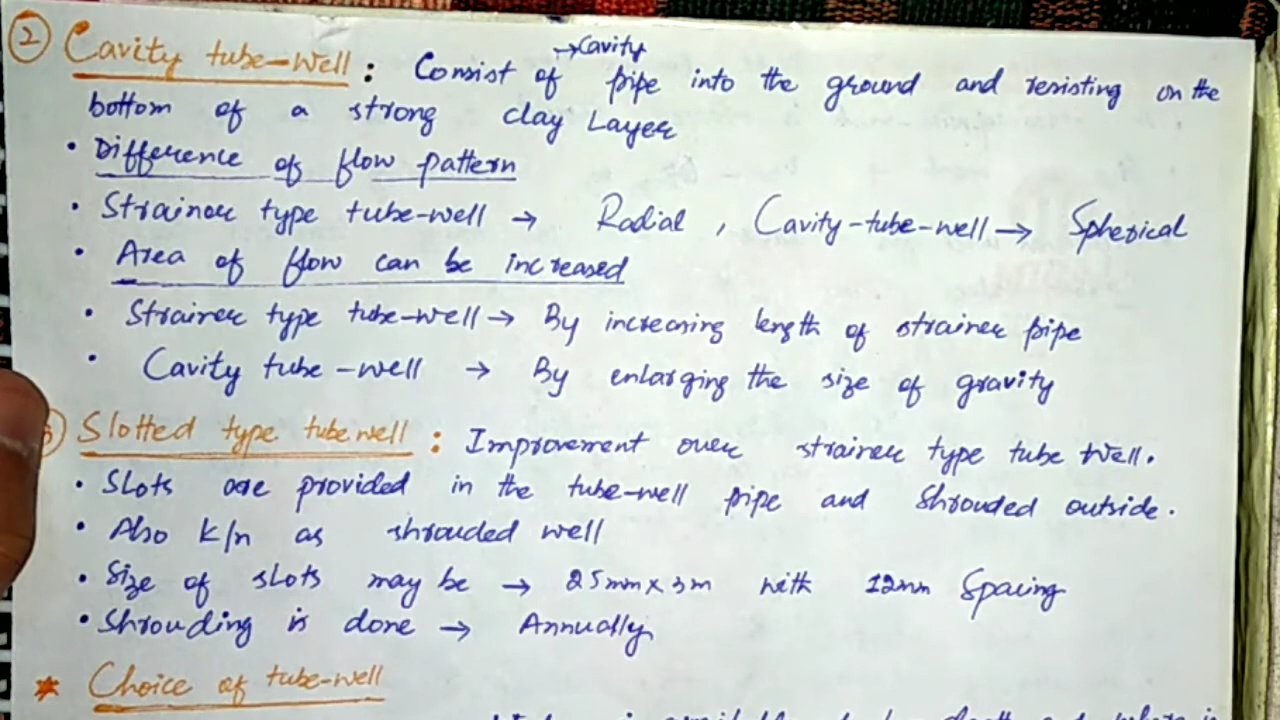 ② Cavity tube-well : Consist of →Cavity pipe into the ground and resisting on the
bottom of a strong clay Layer
• Difference of flow pattern
• Strainer type tube-well → Radial , Cavity-tube-well → Spherical
• Area of flow can be increased
• Strainer type tube-well → By increasing length of strainer pipe
• Cavity tube-well → By enlarging the size of gravity
) Slotted type tubewell : Improvement over strainer type tube well.
• Slots are provided in the tube-well pipe and Shrouded outside.
• Also k/n as shrouded well
• Size of slots may be → 25mm x 3m with 12mm Spacing
• Shrouding is done → Annually
* Choice of tube-well